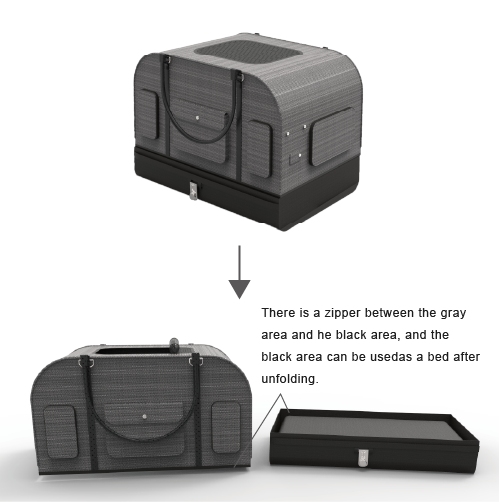 There is a zipper between the gray
area and he black area, and the
black area can be usedas a bed after
unfolding.